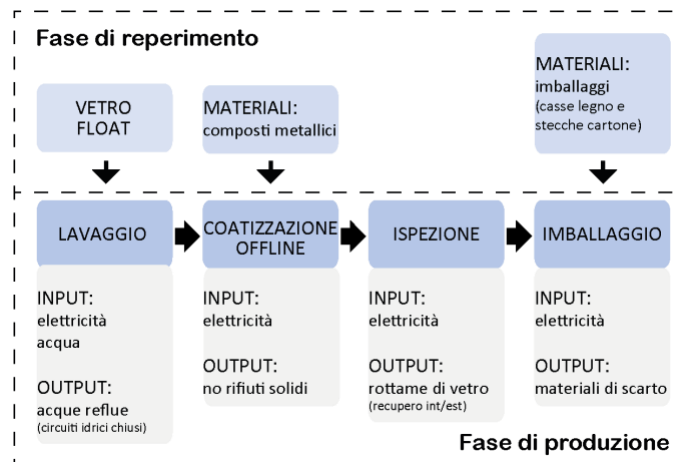 Fase di reperimento
VETRO
FLOAT
MATERIALI:
composti metallici
MATERIALI:
imballaggi
(casse legno e
stecche cartone)
LAVAGGIO
COATIZZAZIONE
OFFLINE
ISPEZIONE
IMBALLAGGIO
INPUT:
elettricità
acqua
OUTPUT:
acque reflue
(circuiti idrici chiusi)
INPUT:
elettricità
OUTPUT:
no rifiuti solidi
INPUT:
elettricità
OUTPUT:
rottame di vetro
(recupero int/est)
INPUT:
elettricità
OUTPUT:
materiali di scarto
Fase di produzione